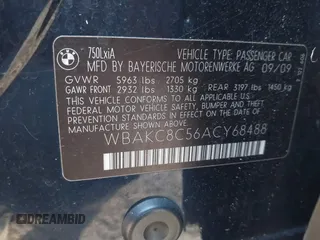 750LxiA
VEHICLE TYPE: PASSENGER CAR
MFD BY BAYERISCHE MOTORENWERKE AG 09/09
GVWR 5963 lbs 2705 kg
GAWR FRONT 2932 lbs 1330 kg REAR 3197 lbs 1450 kg
THIS VEHICLE CONFORMS TO ALL APPLICABLE
FEDERAL MOTOR VEHICLE SAFETY, BUMPER,
AND THEFT PREVENTION STANDARDS IN EFFECT
ON THE DATE OF MANUFACTURE SHOWN ABOVE.
WBAKC8C56ACY68488
DREAMBID